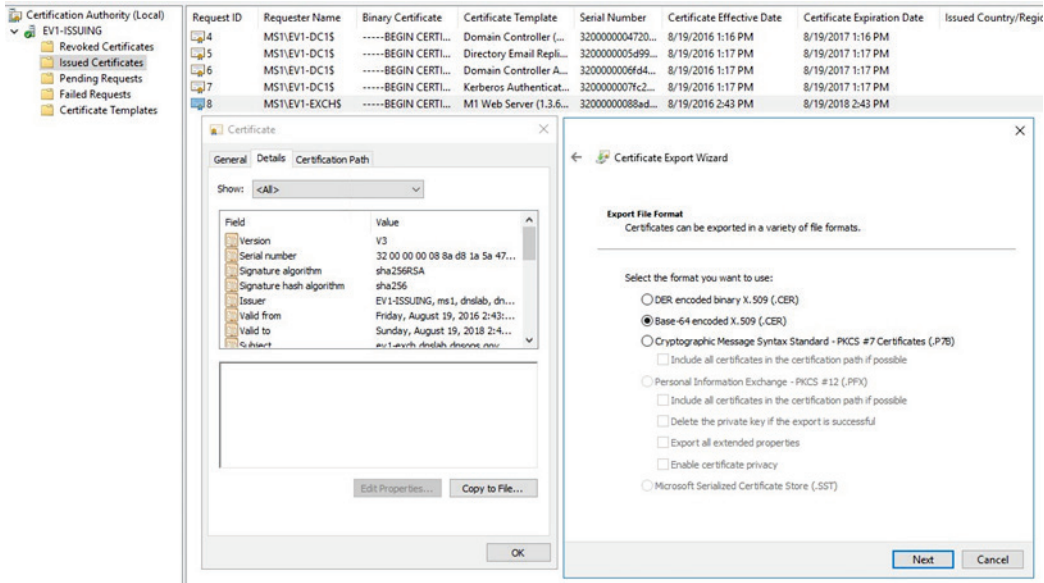 Certification Authority (Local)
EV1-ISSUING
Revoked Certificates
Issued Certificates
Pending Requests
Failed Requests
Certificate Templates
Request ID Requester Name Binary Certificate Certificate Template Serial Number Certificate Effective Date Certificate Expiration Date Issued Country/Regio
4 MS1\EV1-DC1$ -----BEGIN CERTI... Domain Controller (... 3200000004720... 8/19/2016 1:16 PM 8/19/2017 1:16 PM
5 MS1\EV1-DC1$ -----BEGIN CERTI... Directory Email Repli... 3200000005d99... 8/19/2016 1:17 PM 8/19/2017 1:17 PM
6 MS1\EV1-DC1$ -----BEGIN CERTI... Domain Controller A... 3200000006fd4... 8/19/2016 1:17 PM 8/19/2017 1:17 PM
7 MS1\EV1-DC1$ -----BEGIN CERTI... Kerberos Authenticat... 3200000007fc2... 8/19/2016 1:17 PM 8/19/2017 1:17 PM
8 MS1\EV1-EXCH$ -----BEGIN CERTI... M1 Web Server (1.3.6... 32000000088ad... 8/19/2016 2:43 PM 8/19/2018 2:43 PM
Certificate
General Details Certification Path
Show: <All>
Field Value
Version V3
Serial number 32 00 00 00 08 8a d8 1a 5a 47...
Signature algorithm sha256RSA
Signature hash algorithm sha256
Issuer EV1-ISSUING, ms1, dnslab, dn...
Valid from Friday, August 19, 2016 2:43:...
Valid to Sunday, August 19, 2018 2:4...
Subject ev1-exch.dnslab.dnsops.gov
Edit Properties... Copy to File...
OK
Certificate Export Wizard
Export File Format
Certificates can be exported in a variety of file formats.
Select the format you want to use:
DER encoded binary X.509 (.CER)
Base-64 encoded X.509 (.CER)
Cryptographic Message Syntax Standard - PKCS #7 Certificates (.P7B)
Include all certificates in the certification path if possible
Personal Information Exchange - PKCS #12 (.PFX)
Include all certificates in the certification path if possible
Delete the private key if the export is successful
Export all extended properties
Enable certificate privacy
Microsoft Serialized Certificate Store (.SST)
Next Cancel